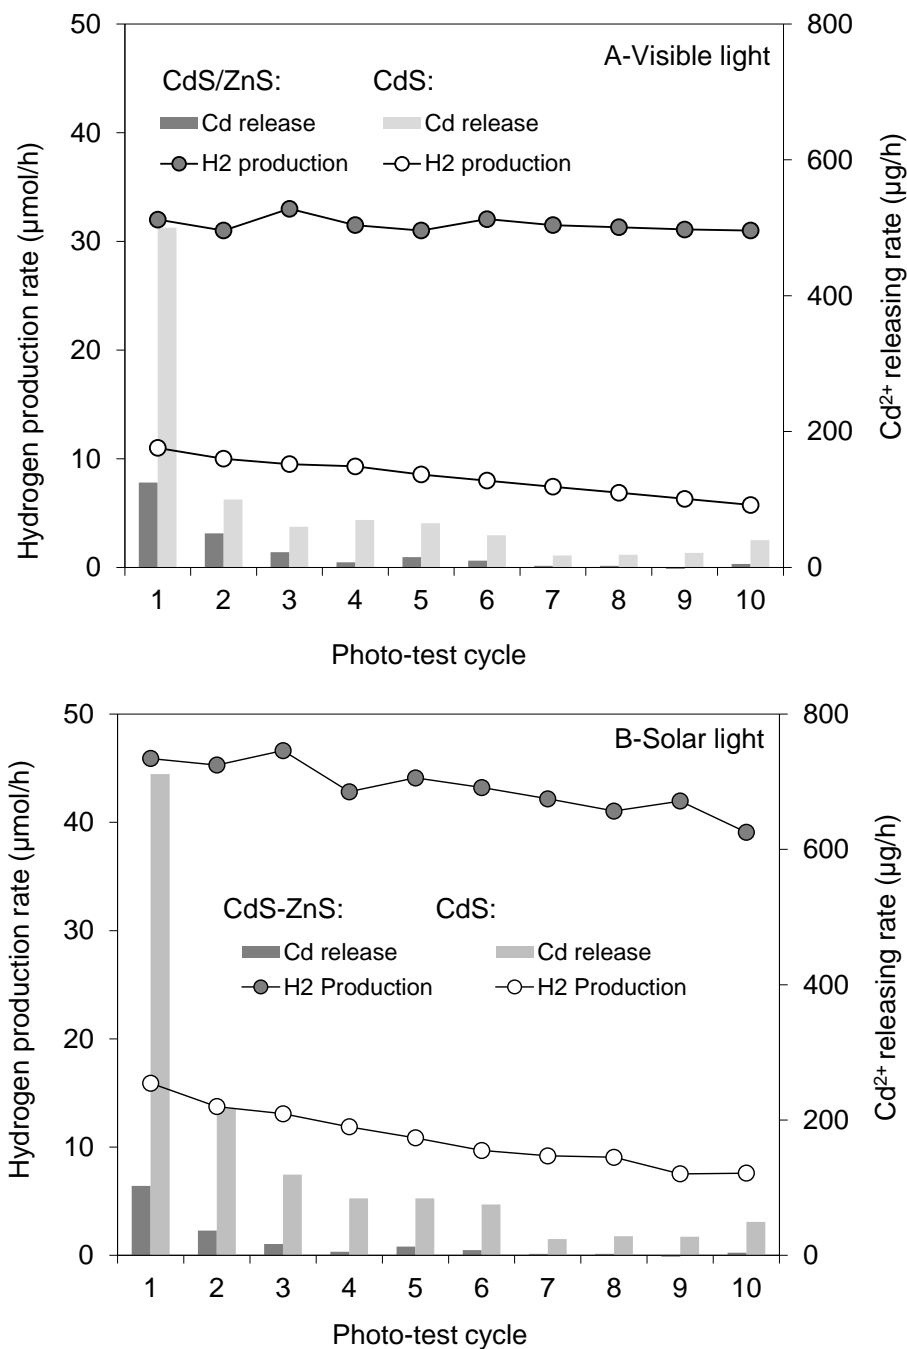 A-Visible light
CdS/ZnS: CdS:
Cd release Cd release
H2 production H2 production
Hydrogen production rate (μmol/h)
50
40
30
20
10
0
Cd²⁺ releasing rate (μg/h)
800
600
400
200
0
1 2 3 4 5 6 7 8 9 10
Photo-test cycle
B-Solar light
CdS-ZnS: CdS:
Cd release Cd release
H2 Production H2 Production
Hydrogen production rate (μmol/h)
50
40
30
20
10
0
Cd²⁺ releasing rate (μg/h)
800
600
400
200
0
1 2 3 4 5 6 7 8 9 10
Photo-test cycle